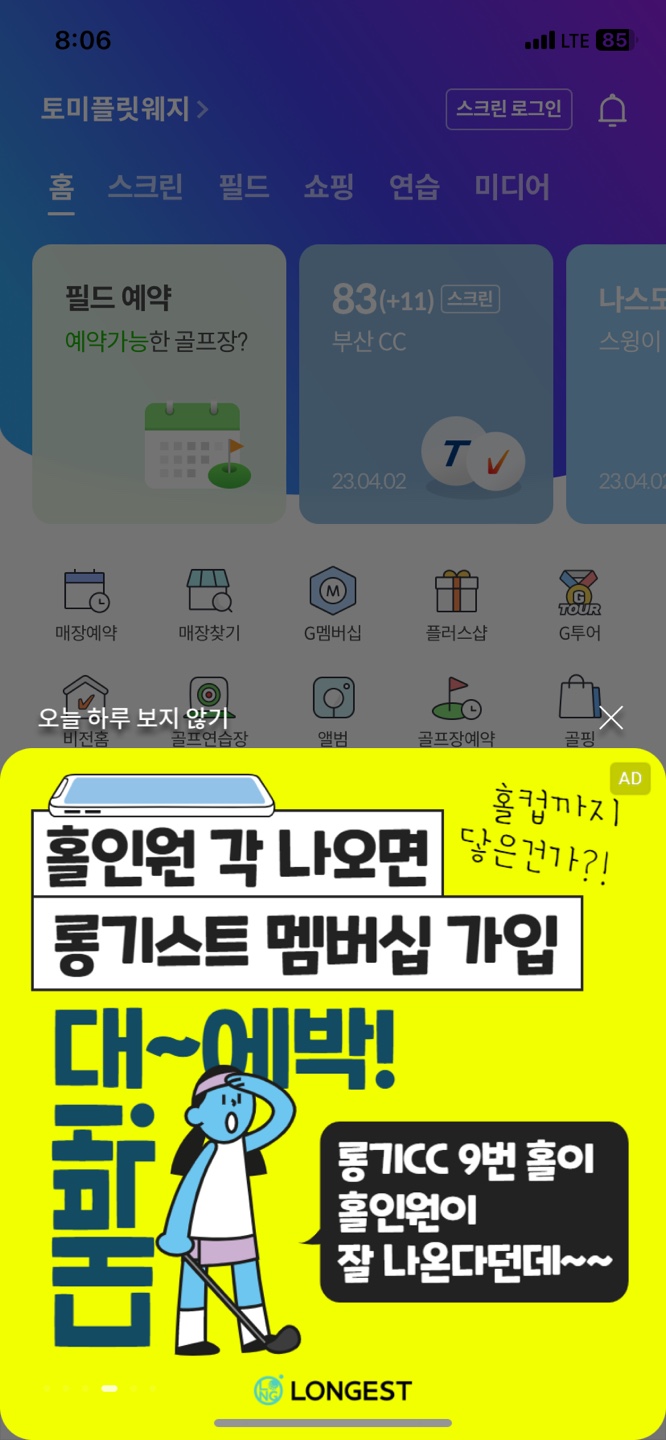 8:06
LTE 85
토미플릿웨지
스크린 로그인
홈 스크린 필드 쇼핑 연습 미디어
필드 예약
예약가능한 골프장?
83(+11) 스크린
부산 CC
T
23.04.02
나스모
스윙이
23.04.02
매장예약 매장찾기 G멤버십 플러스샵 G투어
M
G
TOUR
오늘 하루 보지 않기
비전홈 골프연습장 앨범 골프장예약 골핑
AD
홀컵까지
닿은건가?!
홀인원 각 나오면
롱기스트 멤버십 가입
대~에박!
대박사
롱기CC 9번 홀이
홀인원이
잘 나온다던데~~
LONG
LONGEST